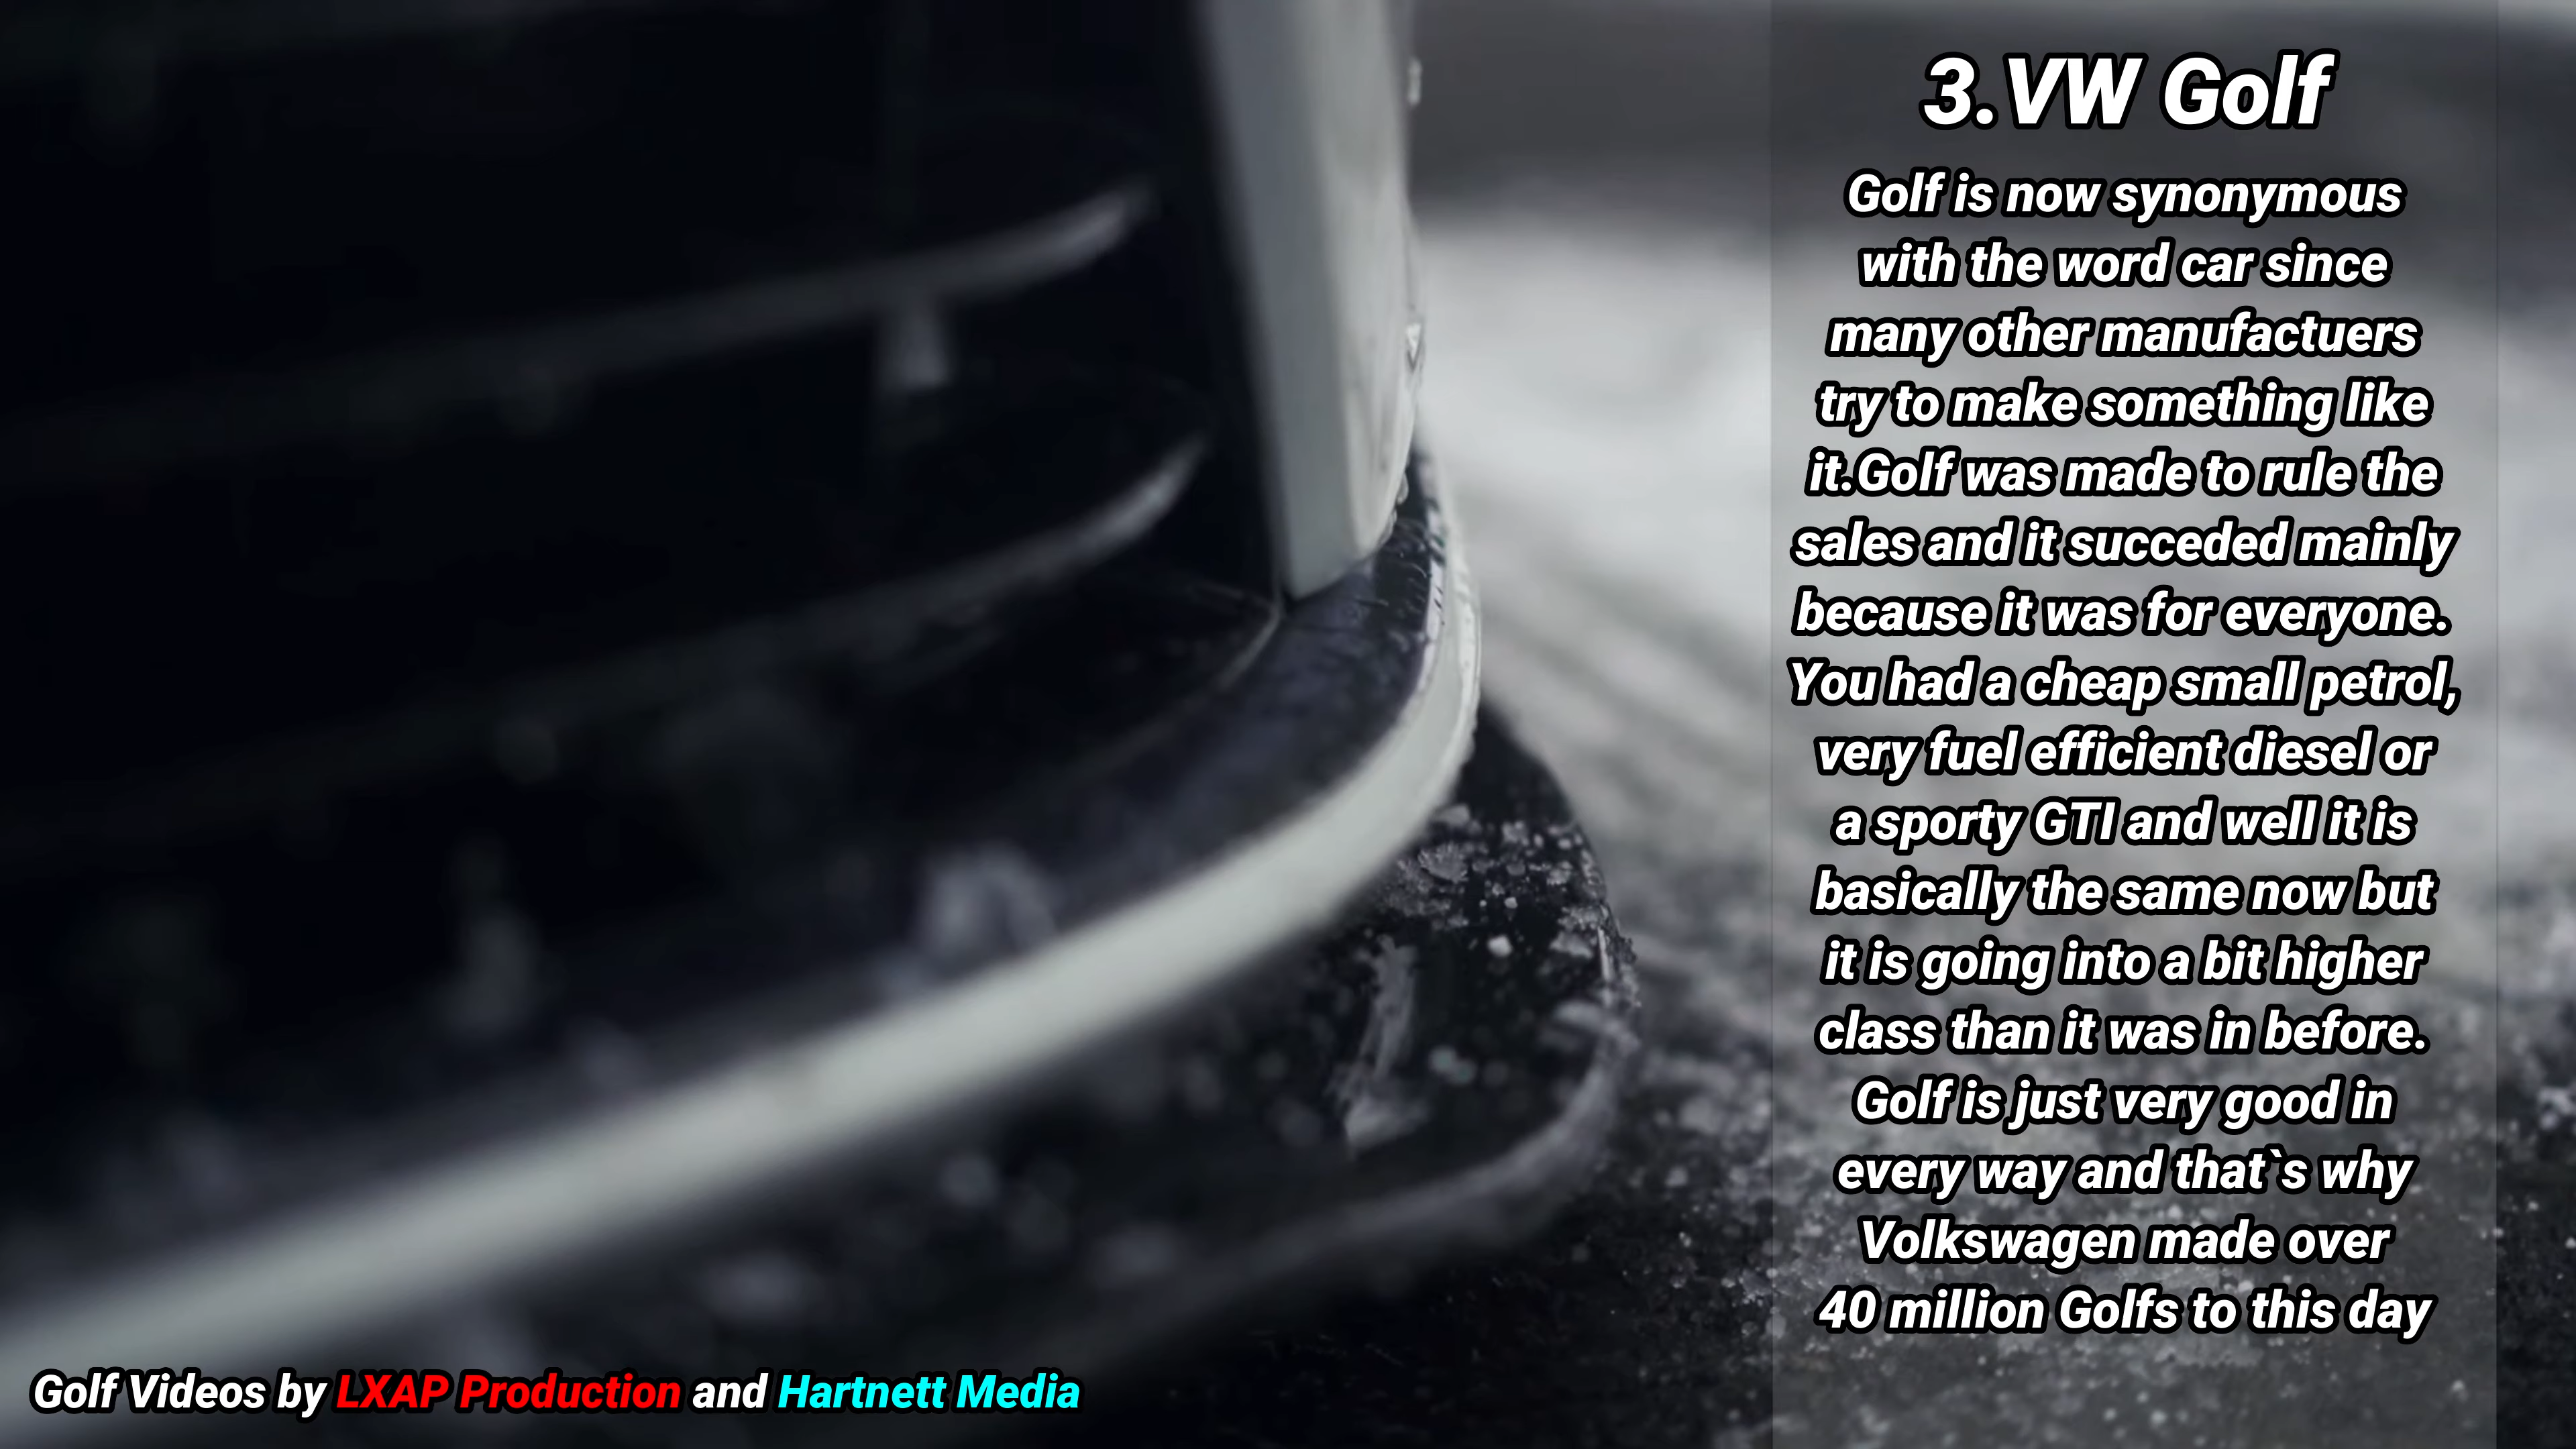 3.VW Golf
Golf is now synonymous
with the word car since
many other manufactuers
try to make something like
it.Golf was made to rule the
sales and it succeded mainly
because it was for everyone.
You had a cheap small petrol,
very fuel efficient diesel or
a sporty GTI and well it is
basically the same now but
it is going into a bit higher
class than it was in before.
Golf is just very good in
every way and that`s why
Volkswagen made over
40 million Golfs to this day
Golf Videos by LXAP Production and Hartnett Media